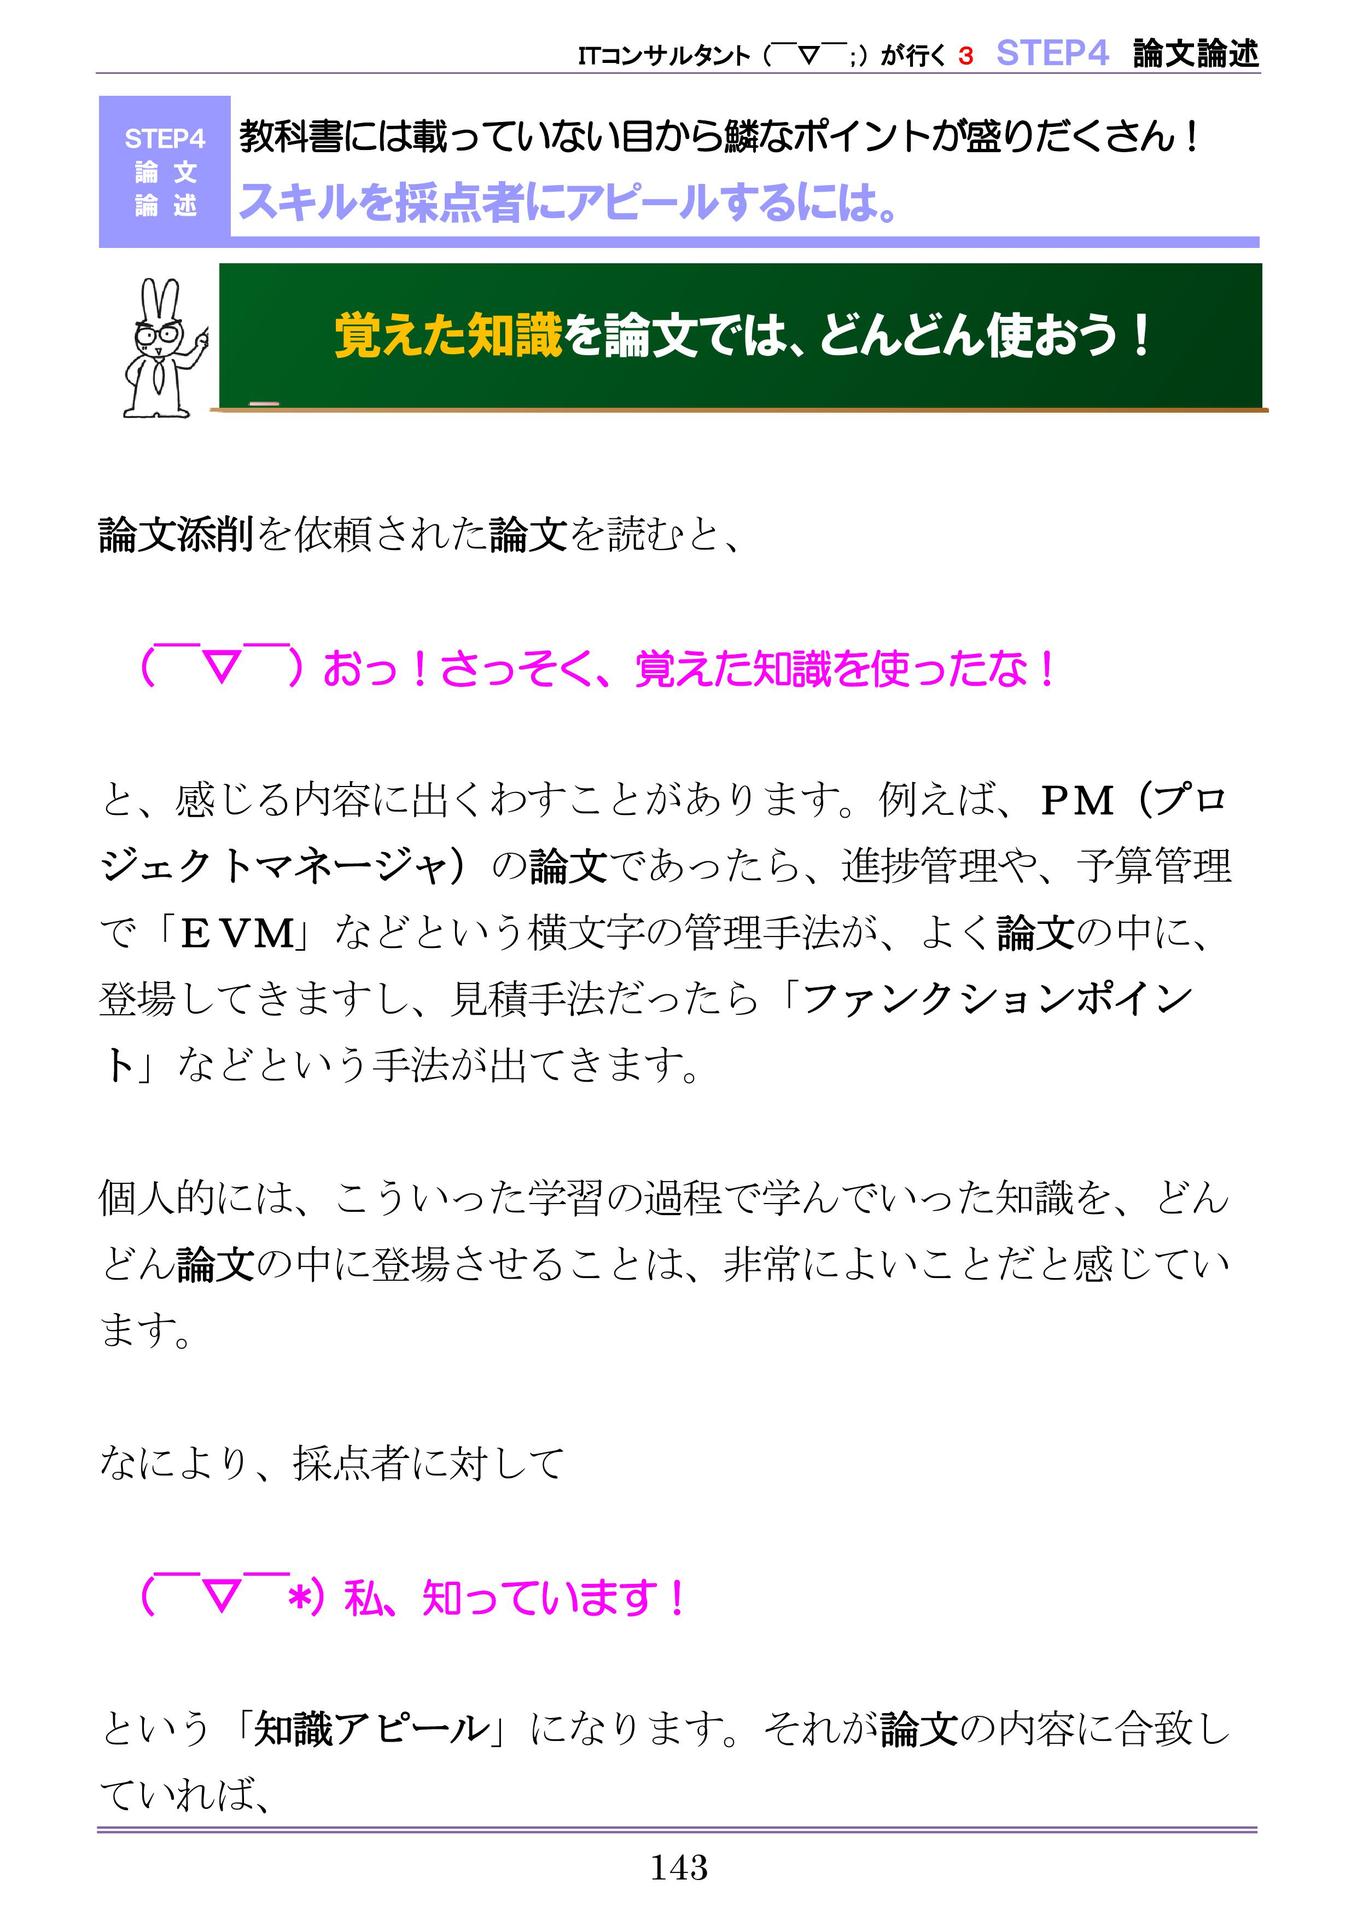 ITコンサルタント（￣▽￣；）が行く 3 STEP4 論文論述
STEP4
論 文
論 述
教科書には載っていない目から鱗なポイントが盛りだくさん！
スキルを採点者にアピールするには。
覚えた知識を論文では、どんどん使おう！
論文添削を依頼された論文を読むと、
（￣▽￣）おっ！さっそく、覚えた知識を使ったな！
と、感じる内容に出くわすことがあります。例えば、ＰＭ（プロ
ジェクトマネージャ）の論文であったら、進捗管理や、予算管理
で「ＥＶＭ」などという横文字の管理手法が、よく論文の中に、
登場してきますし、見積手法だったら「ファンクションポイン
ト」などという手法が出てきます。
個人的には、こういった学習の過程で学んでいった知識を、どん
どん論文の中に登場させることは、非常によいことだと感じてい
ます。
なにより、採点者に対して
（￣▽￣*）私、知っています！
という「知識アピール」になります。それが論文の内容に合致し
ていれば、
143